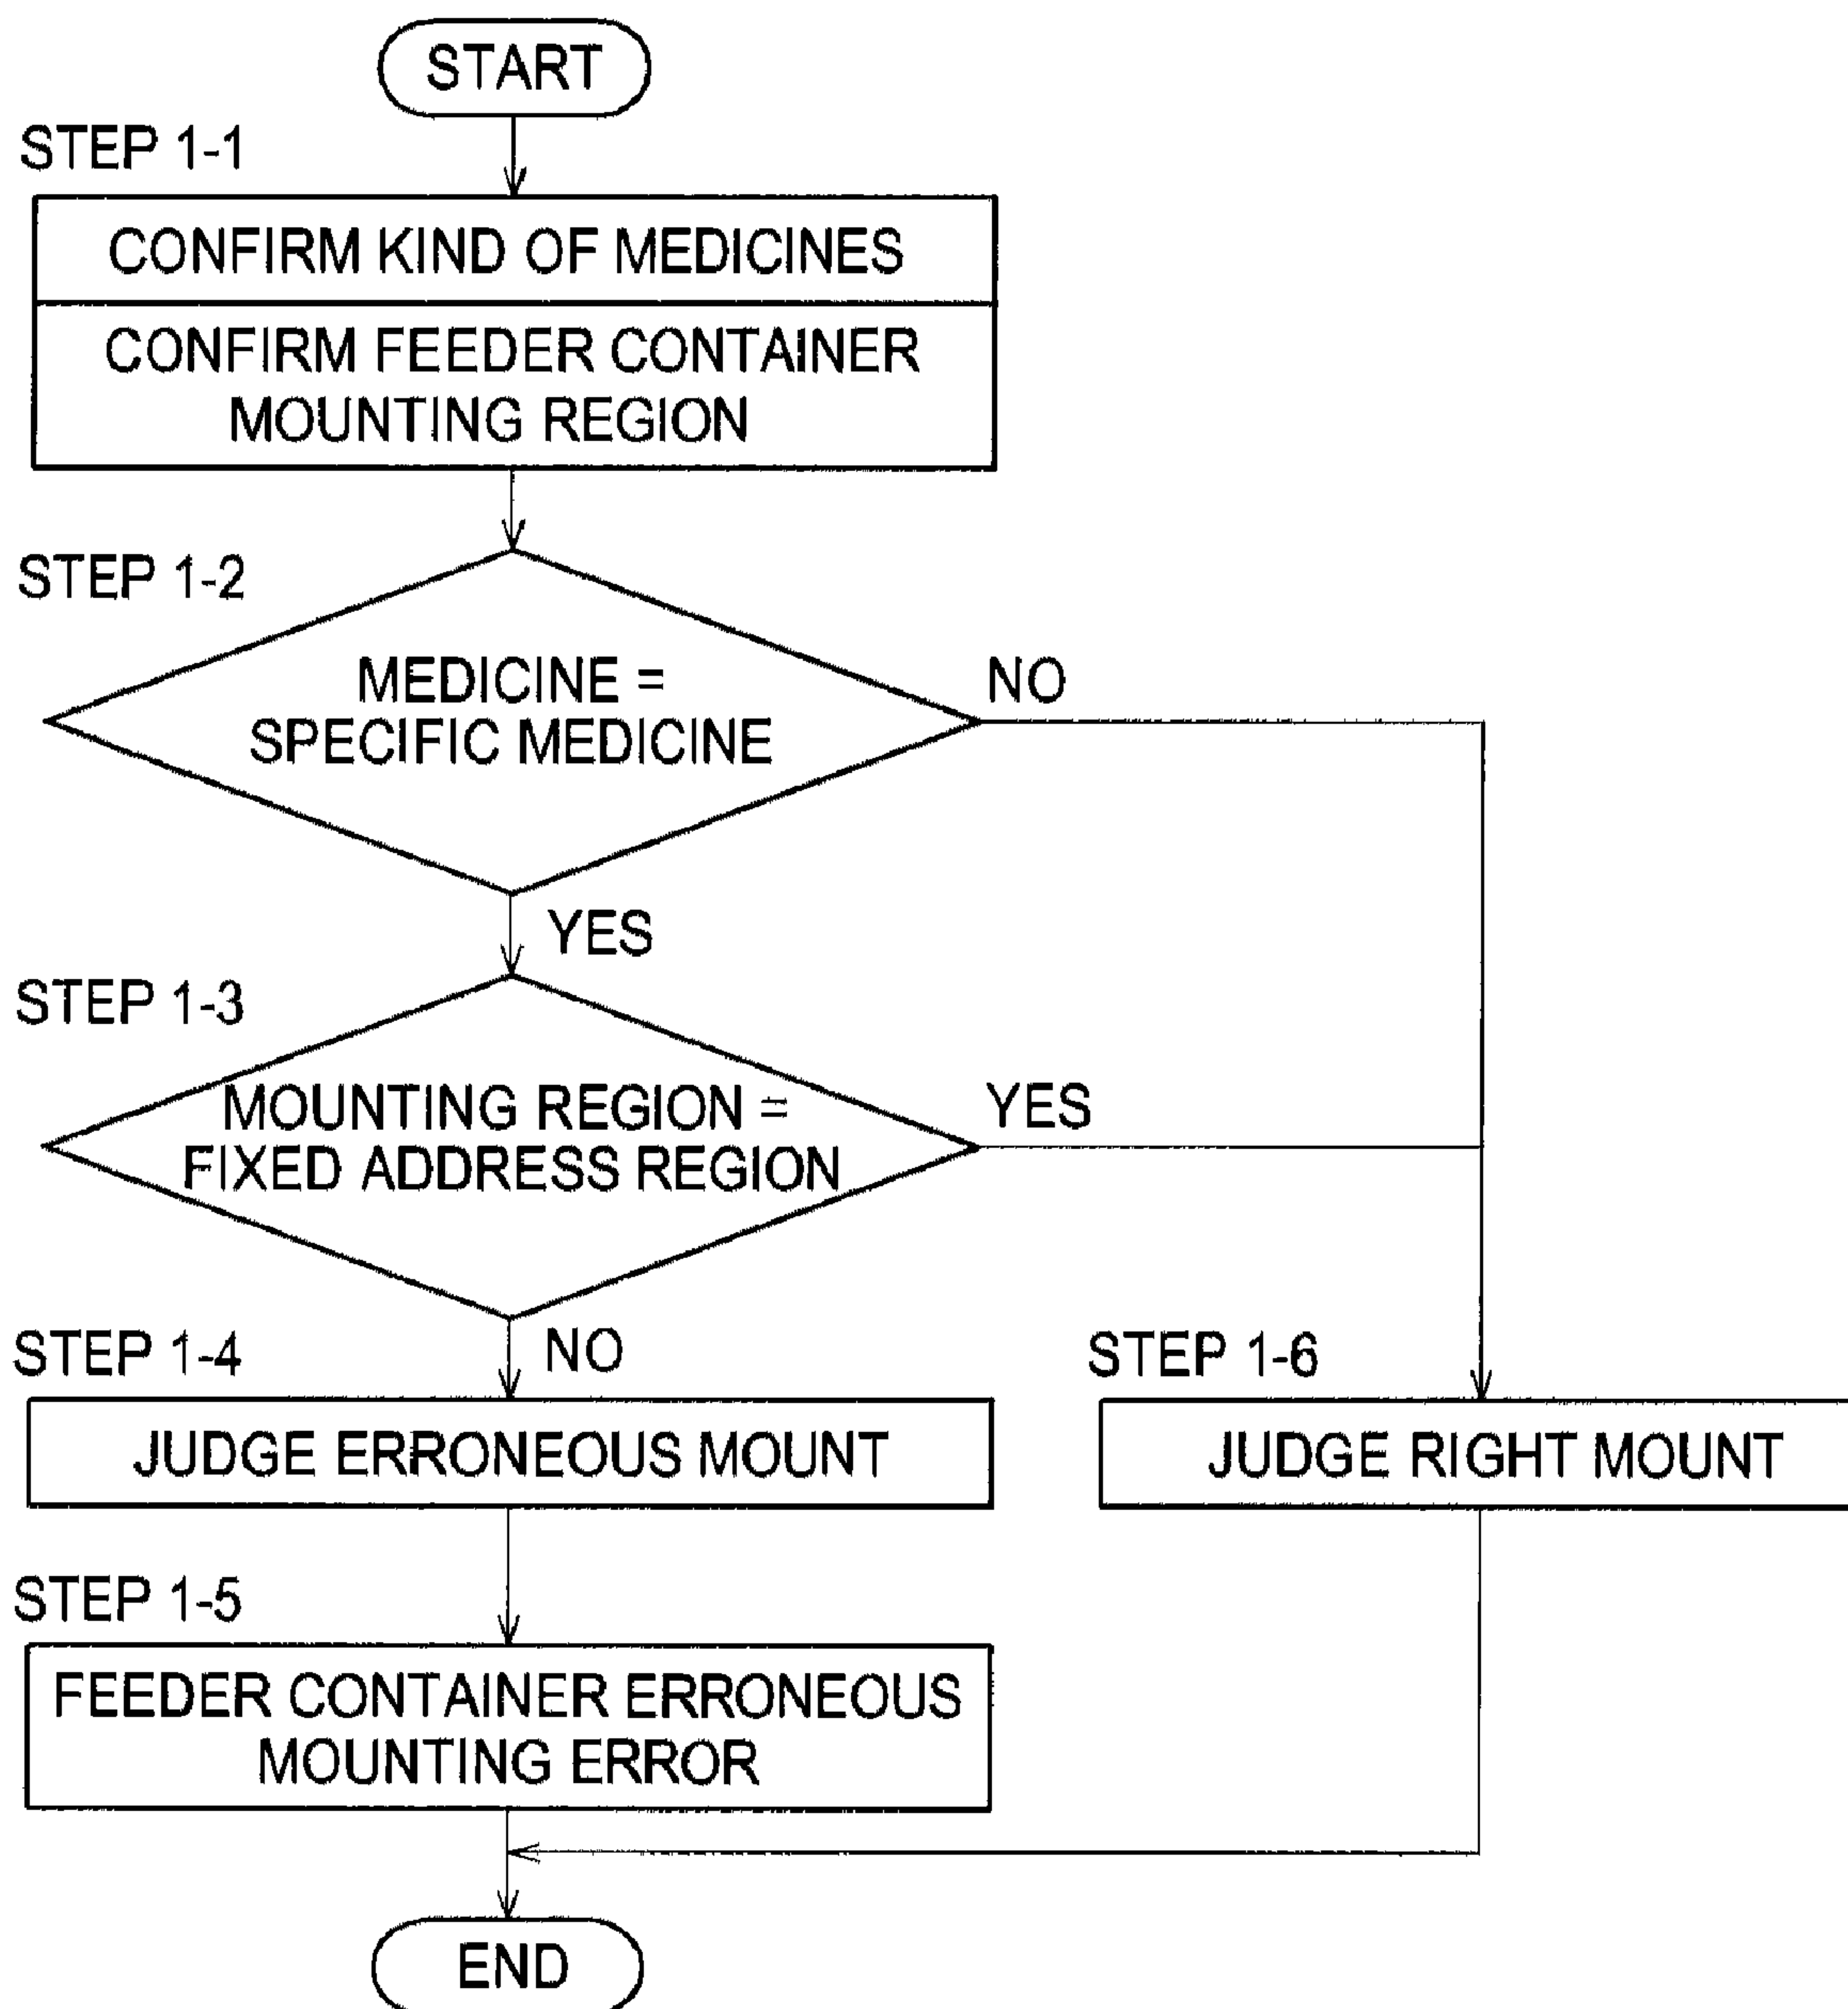 START
STEP 1-1
CONFIRM KIND OF MEDICINES
CONFIRM FEEDER CONTAINER
MOUNTING REGION
STEP 1-2
MEDICINE =
SPECIFIC MEDICINE
NO
YES
STEP 1-3
MOUNTING REGION =
FIXED ADDRESS REGION
YES
NO
STEP 1-4
JUDGE ERRONEOUS MOUNT
STEP 1-6
JUDGE RIGHT MOUNT
STEP 1-5
FEEDER CONTAINER ERRONEOUS
MOUNTING ERROR
END